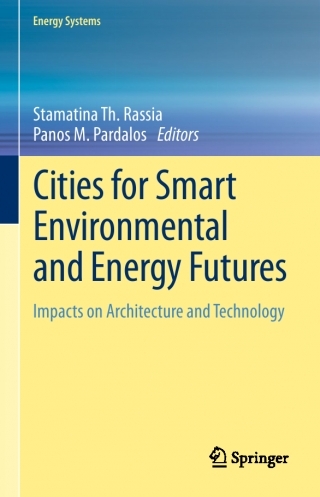 Energy Systems
Stamatina Th. Rassia
Panos M. Pardalos Editors
Cities for Smart
Environmental
and Energy Futures
Impacts on Architecture and Technology
Springer